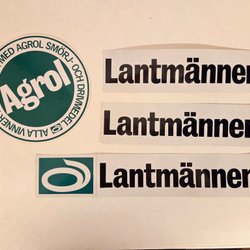 MED AGROL SMÖRJ- OCH DRIVMEDEL
ALLA VINNER
Agrol
Lantmännen
Lantmännen
Lantmännen